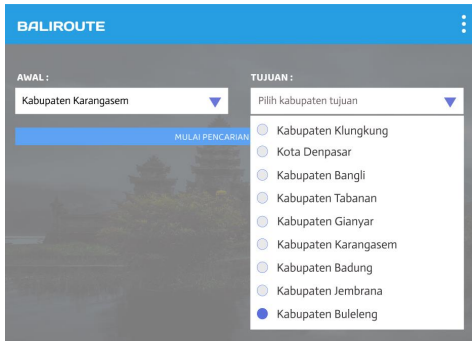 BALIROUTE
AWAL :
Kabupaten Karangasem
TUJUAN :
Pilih kabupaten tujuan
MULAI PENCARIAN
Kabupaten Klungkung
Kota Denpasar
Kabupaten Bangli
Kabupaten Tabanan
Kabupaten Gianyar
Kabupaten Karangasem
Kabupaten Badung
Kabupaten Jembrana
Kabupaten Buleleng